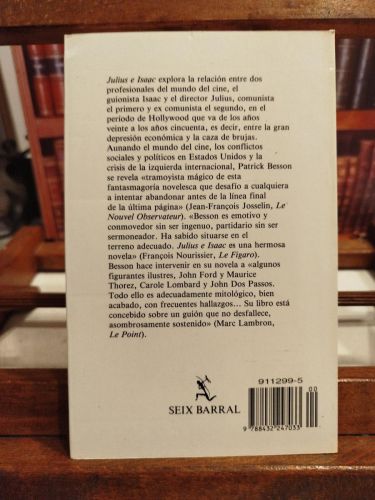 Julius e Isaac explora la relación entre dos
profesionales del mundo del cine, el
guionista Isaac y el director Julius, comunista
el primero y ex comunista el segundo, en el
período de Hollywood que va de los años
veinte a los años cincuenta, es decir, entre la gran
depresión económica y la caza de brujas.
Aunando el mundo del cine, los conflictos
sociales y políticos en Estados Unidos y la
crisis de la izquierda internacional, Patrick Besson
se revela «tramoyista mágico de esta
fantasmagoría novelesca que desafío a cualquiera
a intentar abandonar antes de la línea final
de la última página» (Jean-François Josselin, Le
Nouvel Observateur). «Besson es emotivo y
conmovedor sin ser ingenuo, partidario sin ser
sermoneador. Ha sabido situarse en el
terreno adecuado. Julius e Isaac es una hermosa
novela» (François Nourissier, Le Figaro).
Besson hace intervenir en su novela a «algunos
figurantes ilustres, John Ford y Maurice
Thorez, Carole Lombard y John Dos Passos.
Todo ello es adecuadamente mitológico, bien
acabado, con frecuentes hallazgos... Su libro está
concebido sobre un guión que no desfallece,
asombrosamente sostenido» (Marc Lambron,
Le Point).
SEIX BARRAL
911299-5
00
9 788432 247033